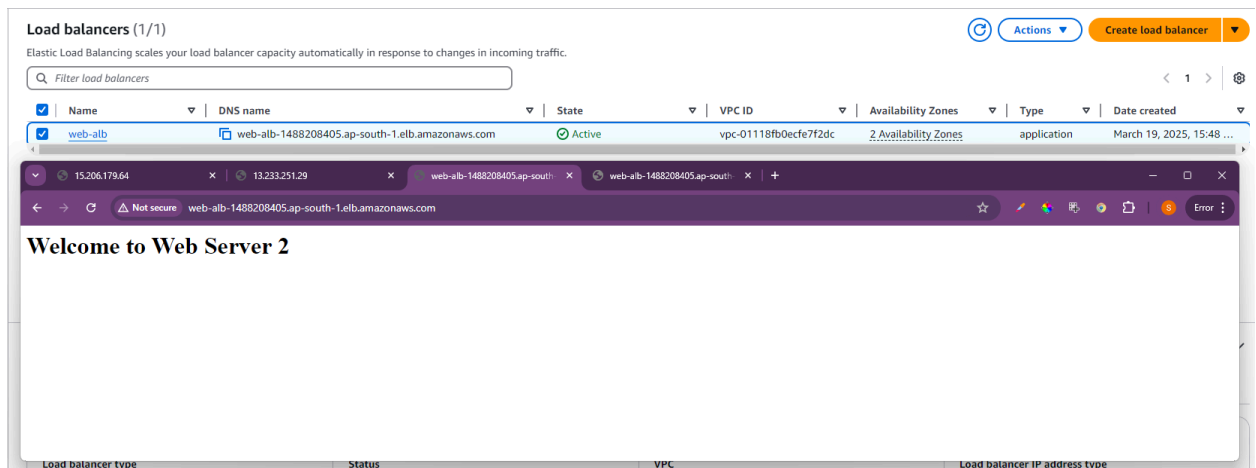 Load balancers (1/1)
Actions
Create load balancer
Elastic Load Balancing scales your load balancer capacity automatically in response to changes in incoming traffic.
Filter load balancers
1
Name DNS name State VPC ID Availability Zones Type Date created
web-alb web-alb-1488208405.ap-south-1.elb.amazonaws.com Active vpc-01118fb0ecfe7f2dc 2 Availability Zones application March 19, 2025, 15:48 ...
15.206.179.64 13.233.251.29 web-alb-1488208405.ap-south- web-alb-1488208405.ap-south-
Not secure web-alb-1488208405.ap-south-1.elb.amazonaws.com S Error
Welcome to Web Server 2
Load balancer type Status VPC Load balancer IP address type